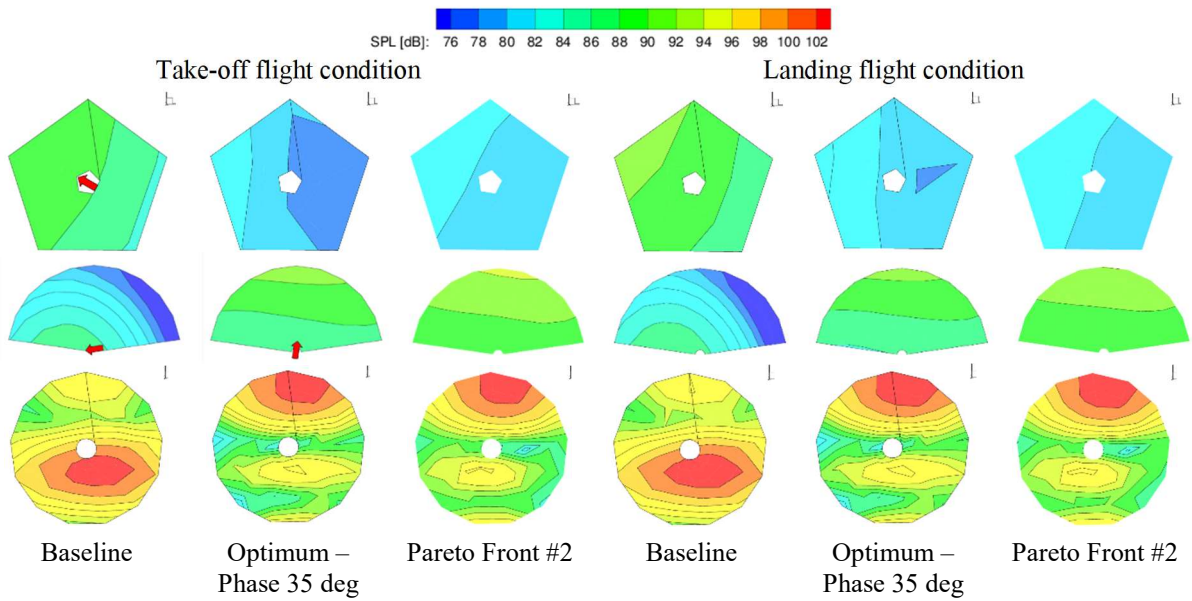 SPL [dB]: 76 78 80 82 84 86 88 90 92 94 96 98 100 102
Take-off flight condition
Landing flight condition
Baseline
Optimum –
Phase 35 deg
Pareto Front #2
Baseline
Optimum –
Phase 35 deg
Pareto Front #2